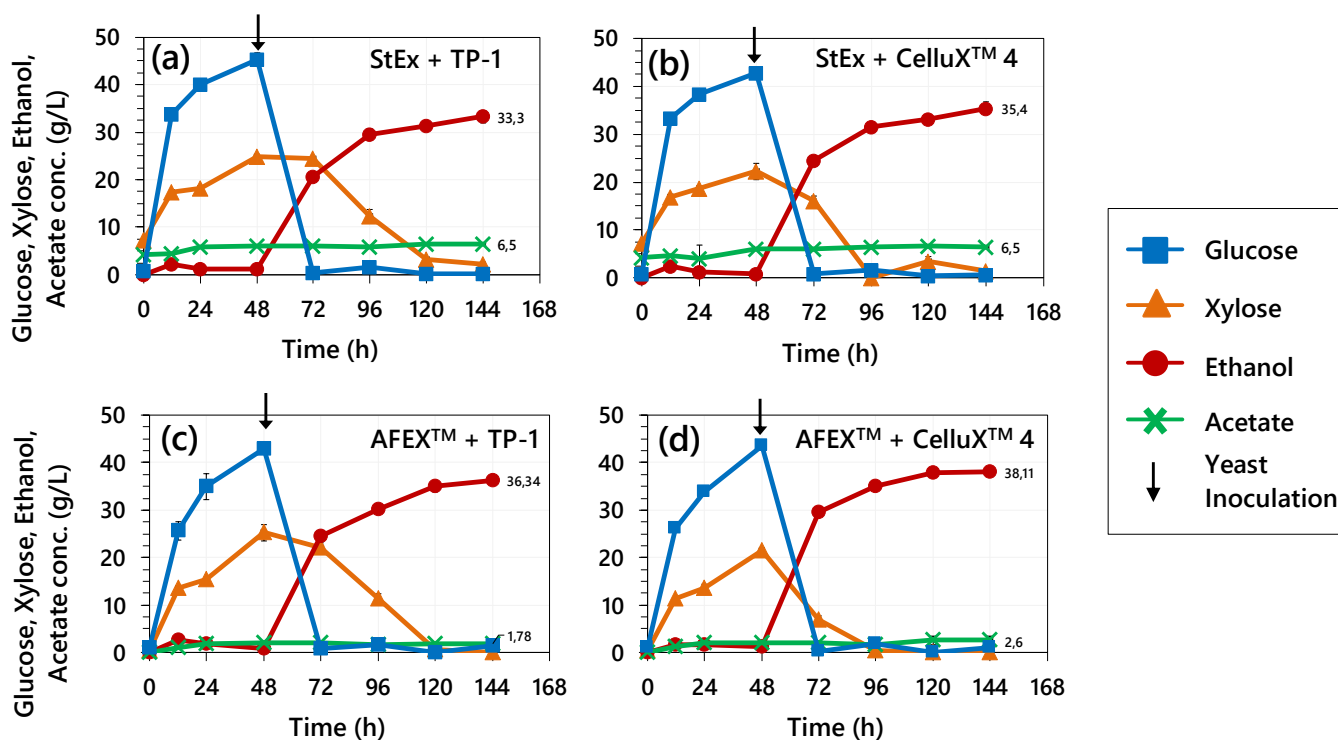 Glucose, Xylose, Ethanol,
Acetate conc. (g/L)
(a)
StEx + TP-1
50
40
30
20
10
0
33,3
6,5
0 24 48 72 96 120 144 168
Time (h)
(b)
StEx + CelluX™ 4
50
40
30
20
10
0
35,4
6,5
0 24 48 72 96 120 144 168
Time (h)
Glucose, Xylose, Ethanol,
Acetate conc. (g/L)
(c)
AFEX™ + TP-1
50
40
30
20
10
0
36,34
1,78
0 24 48 72 96 120 144 168
Time (h)
(d)
AFEX™ + CelluX™ 4
50
40
30
20
10
0
38,11
2,6
0 24 48 72 96 120 144 168
Time (h)
Glucose
Xylose
Ethanol
Acetate
Yeast
Inoculation